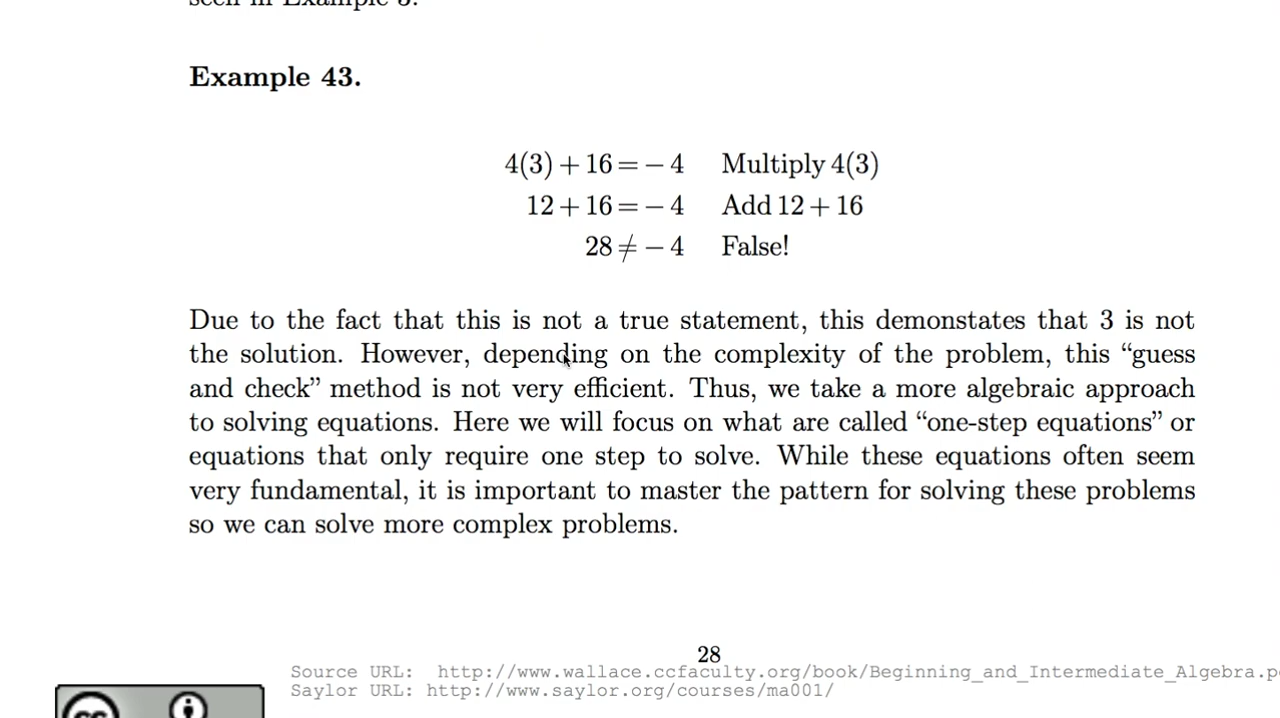 seen in Example 3.
Example 43.
4(3) + 16 = − 4 Multiply 4(3)
12 + 16 = − 4 Add 12 + 16
28 ≠ − 4 False!
Due to the fact that this is not a true statement, this demonstates that 3 is not
the solution. However, depending on the complexity of the problem, this “guess
and check” method is not very efficient. Thus, we take a more algebraic approach
to solving equations. Here we will focus on what are called “one-step equations” or
equations that only require one step to solve. While these equations often seem
very fundamental, it is important to master the pattern for solving these problems
so we can solve more complex problems.
28
Source URL: http://www.wallace.ccfaculty.org/book/Beginning_and_Intermediate_Algebra.p
Saylor URL: http://www.saylor.org/courses/ma001/
cc